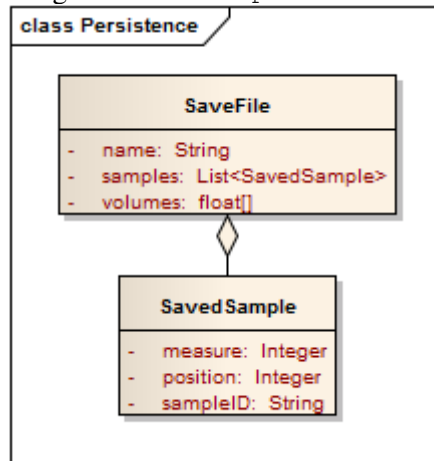 class Persistence
SaveFile
- name: String
- samples: List<SavedSample>
- volumes: float[]
SavedSample
- measure: Integer
- position: Integer
- sampleID: String